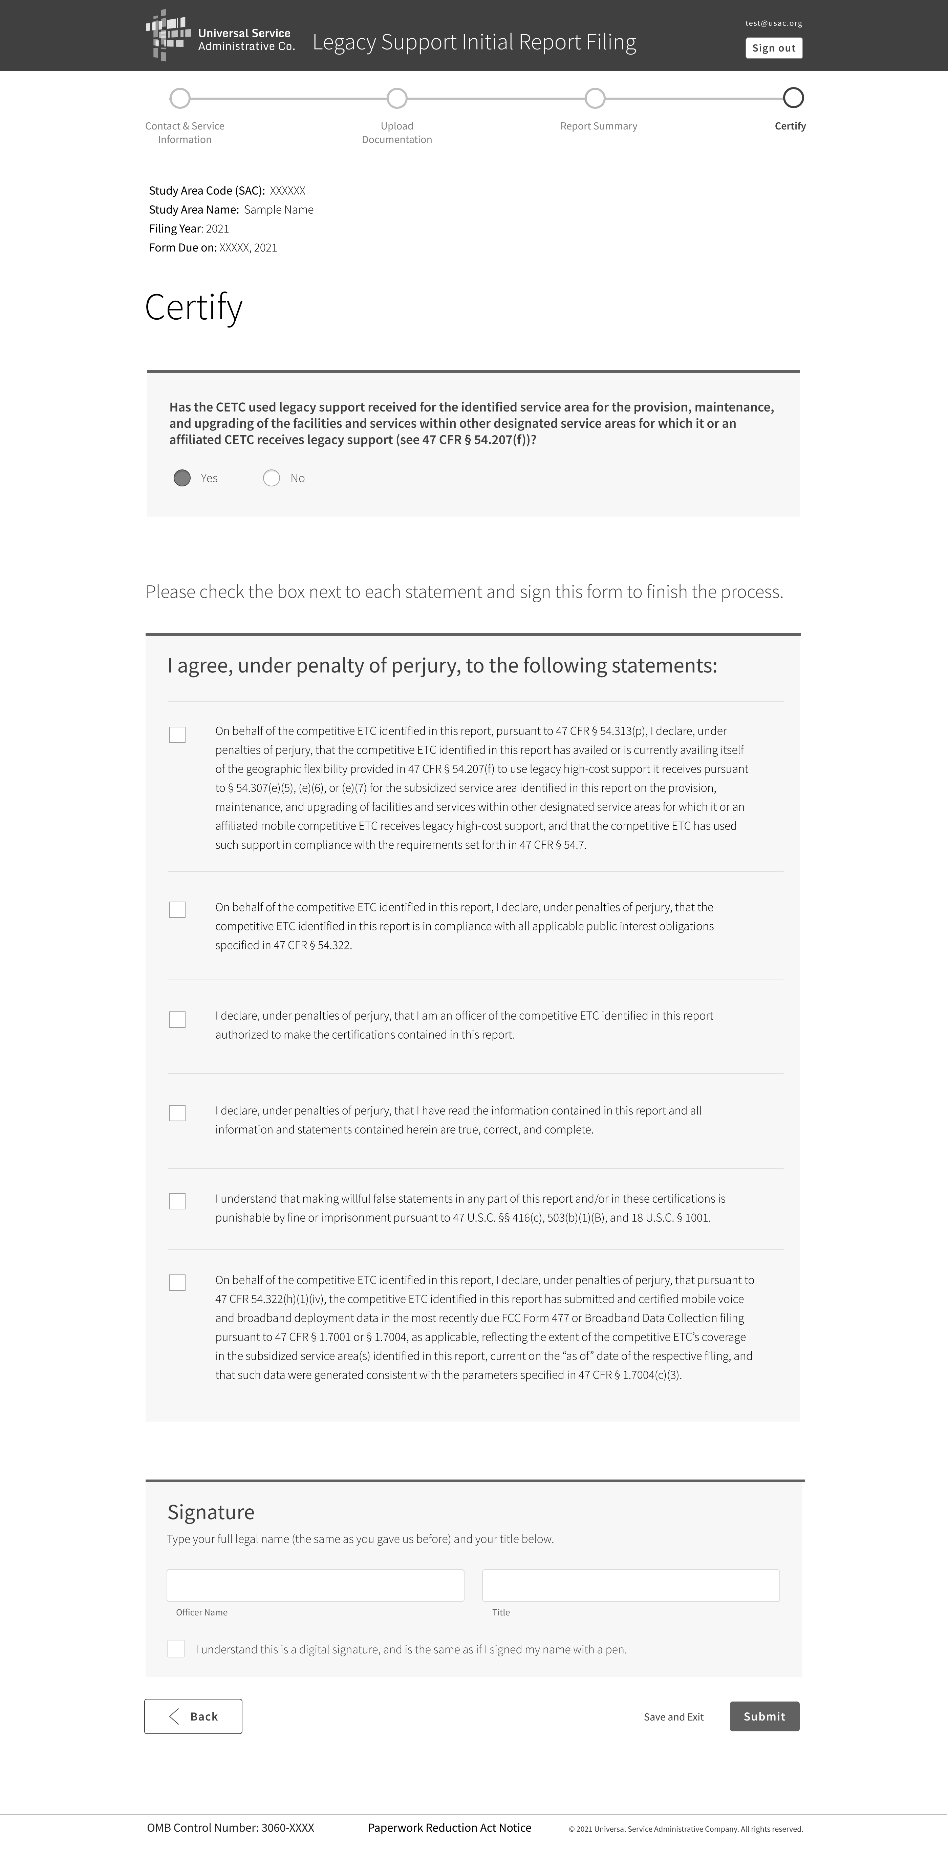 Universal Service
Administrative Co.
Legacy Support Initial Report Filing
test@usac.org
Sign out
Contact & Service
Information
Upload
Documentation
Report Summary
Certify
Study Area Code (SAC): XXXXXX
Study Area Name: Sample Name
Filing Year: 2021
Form Due on: XXXXX, 2021
Certify
Has the CETC used legacy support received for the identified service area for the provision, maintenance,
and upgrading of the facilities and services within other designated service areas for which it or an
affiliated CETC receives legacy support (see 47 CFR § 54.207(f))?
Yes
No
Please check the box next to each statement and sign this form to finish the process.
I agree, under penalty of perjury, to the following statements:
On behalf of the competitive ETC identified in this report, pursuant to 47 CFR § 54.313(p), I declare, under
penalties of perjury, that the competitive ETC identified in this report has availed or is currently availing itself
of the geographic flexibility provided in 47 CFR § 54.207(f) to use legacy high-cost support it receives pursuant
to § 54.307(e)(5), (e)(6), or (e)(7) for the subsidized service area identified in this report on the provision,
maintenance, and upgrading of facilities and services within other designated service areas for which it or an
affiliated mobile competitive ETC receives legacy high-cost support, and that the competitive ETC has used
such support in compliance with the requirements set forth in 47 CFR § 54.7.
On behalf of the competitive ETC identified in this report, I declare, under penalties of perjury, that the
competitive ETC identified in this report is in compliance with all applicable public interest obligations
specified in 47 CFR § 54.322.
I declare, under penalties of perjury, that I am an officer of the competitive ETC identified in this report
authorized to make the certifications contained in this report.
I declare, under penalties of perjury, that I have read the information contained in this report and all
information and statements contained herein are true, correct, and complete.
I understand that making willful false statements in any part of this report and/or in these certifications is
punishable by fine or imprisonment pursuant to 47 U.S.C. §§ 416(c), 503(b)(1)(B), and 18 U.S.C. § 1001.
On behalf of the competitive ETC identified in this report, I declare, under penalties of perjury, that pursuant to
47 CFR 54.322(h)(1)(iv), the competitive ETC identified in this report has submitted and certified mobile voice
and broadband deployment data in the most recently due FCC Form 477 or Broadband Data Collection filing
pursuant to 47 CFR § 1.7001 or § 1.7004, as applicable, reflecting the extent of the competitive ETC's coverage
in the subsidized service area(s) identified in this report, current on the “as of” date of the respective filing, and
that such data were generated consistent with the parameters specified in 47 CFR § 1.7004(c)(3).
Signature
Type your full legal name (the same as you gave us before) and your title below.
Officer Name
Title
I understand this is a digital signature, and is the same as if I signed my name with a pen.
Back
Save and Exit
Submit
OMB Control Number: 3060-XXXX
Paperwork Reduction Act Notice
© 2021 Universal Service Administrative Company. All rights reserved.